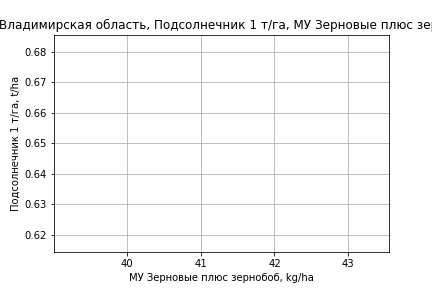 Владимирская область, Подсолнечник 1 т/га, МУ Зерновые плюс
0.68
0.67
0.66
0.65
0.64
0.63
0.62
Подсолнечник 1 т/га, t/ha
40 41 42 43
МУ Зерновые плюс зернобоб, kg/ha